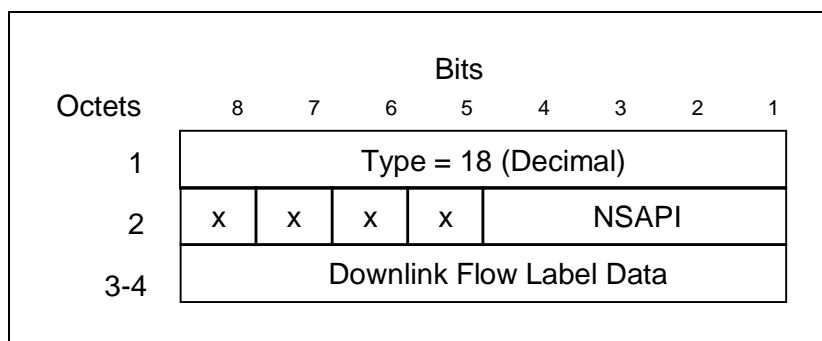 Bits
Octets 8 7 6 5 4 3 2 1
1 Type = 18 (Decimal)
2 x x x x NSAPI
3-4 Downlink Flow Label Data